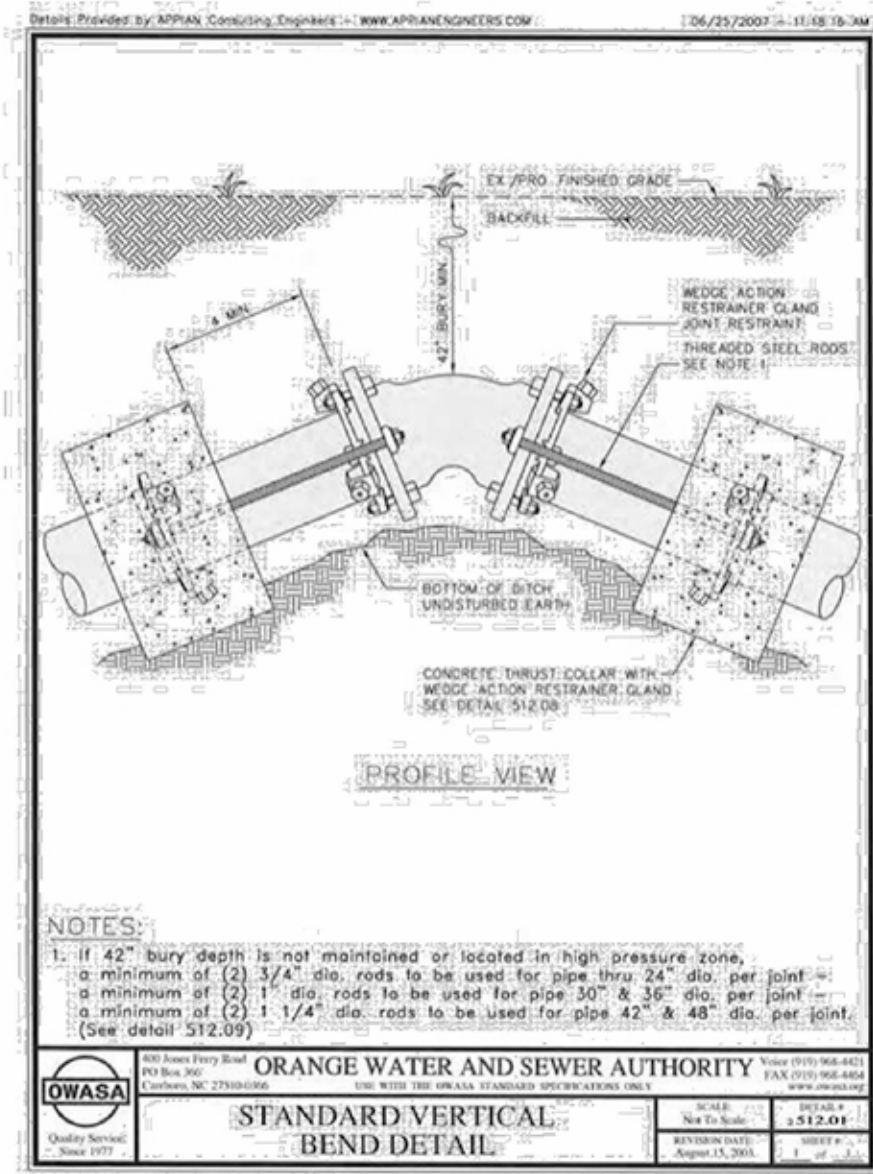 Details Provided by APPIAN Consulting Engineers - WWW.APPIANENGINEERS.COM
06/25/2007 - 11:18:16 AM
EX./PRO. FINISHED GRADE
BACKFILL
4' MIN.
42" BURY MIN.
WEDGE ACTION
RESTRAINER GLAND
JOINT RESTRAINT
THREADED STEEL RODS
SEE NOTE 1
BOTTOM OF DITCH
UNDISTURBED EARTH
CONCRETE THRUST COLLAR WITH
WEDGE ACTION RESTRAINER GLAND
SEE DETAIL 512.08
PROFILE VIEW
NOTES:
1. If 42" bury depth is not maintained or located in high pressure zone,
a minimum of (2) 3/4" dia. rods to be used for pipe thru 24" dia. per joint -
a minimum of (2) 1" dia. rods to be used for pipe 30" & 36" dia. per joint -
a minimum of (2) 1 1/4" dia. rods to be used for pipe 42" & 48" dia. per joint.
(See detail 512.09)
OWASA
Quality Service
Since 1977
400 Jones Ferry Road
PO Box 366
Carrboro, NC 27510-0366
ORANGE WATER AND SEWER AUTHORITY
USE WITH THE OWASA STANDARD SPECIFICATIONS ONLY
Voice (919) 968-4421
FAX (919) 968-4464
www.owasa.org
STANDARD VERTICAL
BEND DETAIL
SCALE:
Not To Scale
DETAIL #
512.01
REVISION DATE:
August 15, 2003
SHEET #:
1 of 1